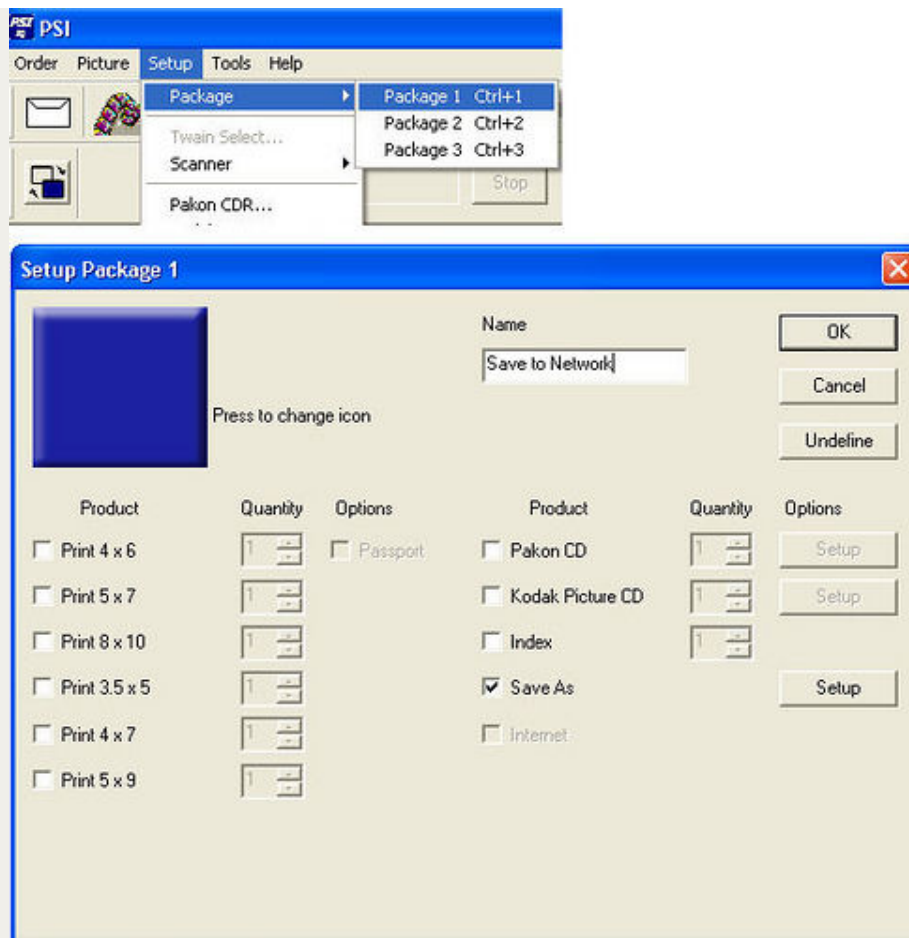 PSI
Order Picture Setup Tools Help
Package Package 1 Ctrl+1
Package 2 Ctrl+2
Twain Select...
Package 3 Ctrl+3
Scanner
Stop
Pakon CDR...
Setup Package 1
Name
OK
Save to Network
Cancel
Press to change icon
Undefine
Product Quantity Options Product Quantity Options
Print 4 x 6 1 Passport Pakon CD 1 Setup
Print 5 x 7 1 Kodak Picture CD 1 Setup
Print 8 x 10 1 Index 1
Print 3.5 x 5 1 Save As Setup
Print 4 x 7 1 Internet
Print 5 x 9 1